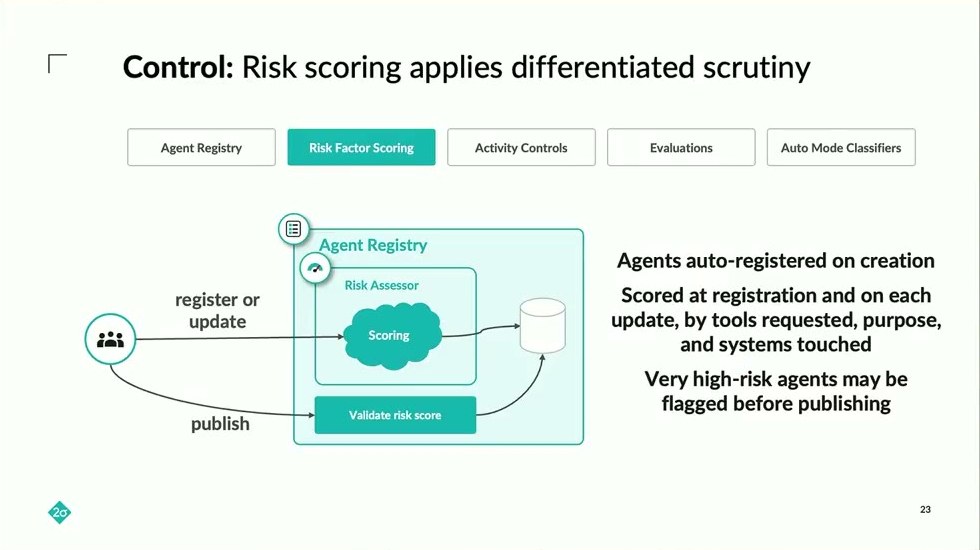 Control: Risk scoring applies differentiated scrutiny
Agent Registry
Risk Factor Scoring
Activity Controls
Evaluations
Auto Mode Classifiers
Agent Registry
Risk Assessor
Scoring
register or
update
Validate risk score
publish
Agents auto-registered on creation
Scored at registration and on each
update, by tools requested, purpose,
and systems touched
Very high-risk agents may be
flagged before publishing
2σ
23